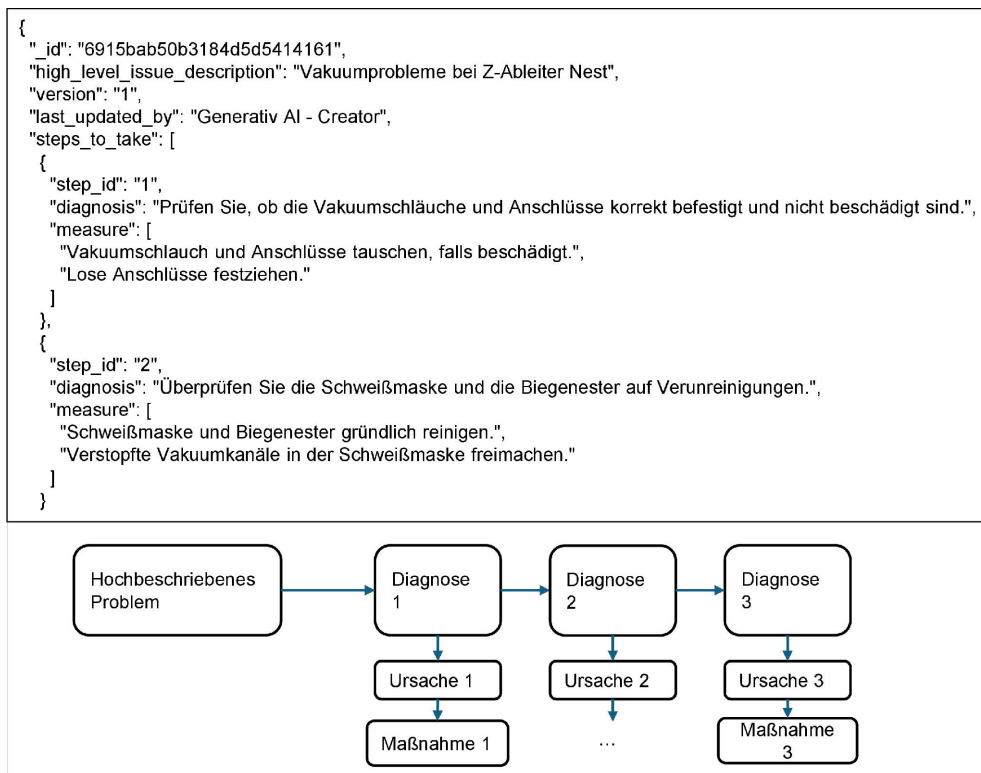 {
"_id": "6915bab50b3184d5d5414161",
"high_level_issue_description": "Vakuumprobleme bei Z-Ableiter Nest",
"version": "1",
"last_updated_by": "Generativ AI - Creator",
"steps_to_take": [
{
"step_id": "1",
"diagnosis": "Prüfen Sie, ob die Vakuumschläuche und Anschlüsse korrekt befestigt und nicht beschädigt sind.",
"measure": [
"Vakuumschlauch und Anschlüsse tauschen, falls beschädigt.",
"Lose Anschlüsse festziehen."
]
},
{
"step_id": "2",
"diagnosis": "Überprüfen Sie die Schweißmaske und die Biegenester auf Verunreinigungen.",
"measure": [
"Schweißmaske und Biegenester gründlich reinigen.",
"Verstopfte Vakuumkanäle in der Schweißmaske freimachen."
]
}
Hochbeschriebenes
Problem
Diagnose
1
Diagnose
2
Diagnose
3
Ursache 1
Ursache 2
Ursache 3
Maßnahme 1
...
Maßnahme
3